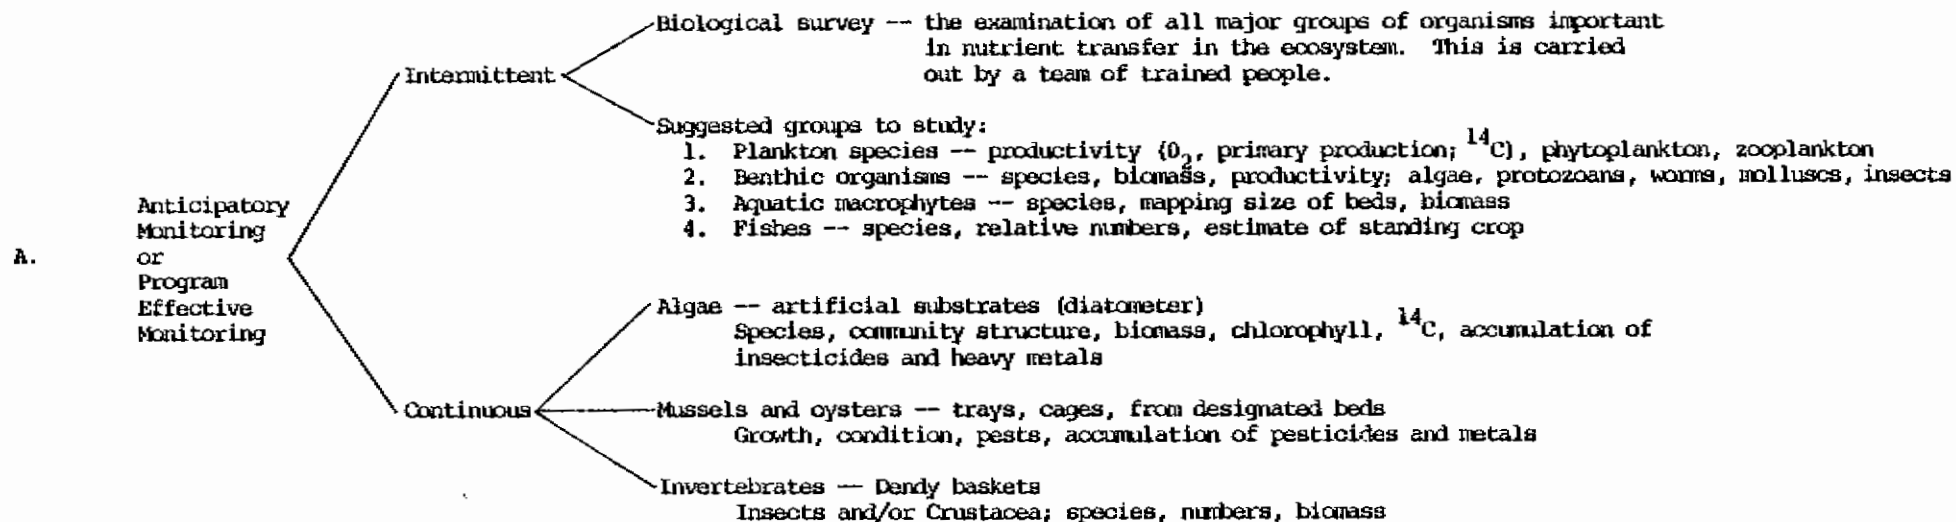 Biological survey -- the examination of all major groups of organisms important
in nutrient transfer in the ecosystem. This is carried
out by a team of trained people.
Intermittent
Suggested groups to study:
1. Plankton species -- productivity (O2, primary production; 14C), phytoplankton, zooplankton
2. Benthic organisms -- species, biomass, productivity; algae, protozoans, worms, molluscs, insects
3. Aquatic macrophytes -- species, mapping size of beds, biomass
4. Fishes -- species, relative numbers, estimate of standing crop
A.
Anticipatory
Monitoring
or
Program
Effective
Monitoring
Algae -- artificial substrates (diatometer)
Species, community structure, biomass, chlorophyll, 14C, accumulation of
insecticides and heavy metals
Continuous
Mussels and oysters -- trays, cages, from designated beds
Growth, condition, pests, accumulation of pesticides and metals
Invertebrates -- Dendy baskets
Insects and/or Crustacea; species, numbers, biomass